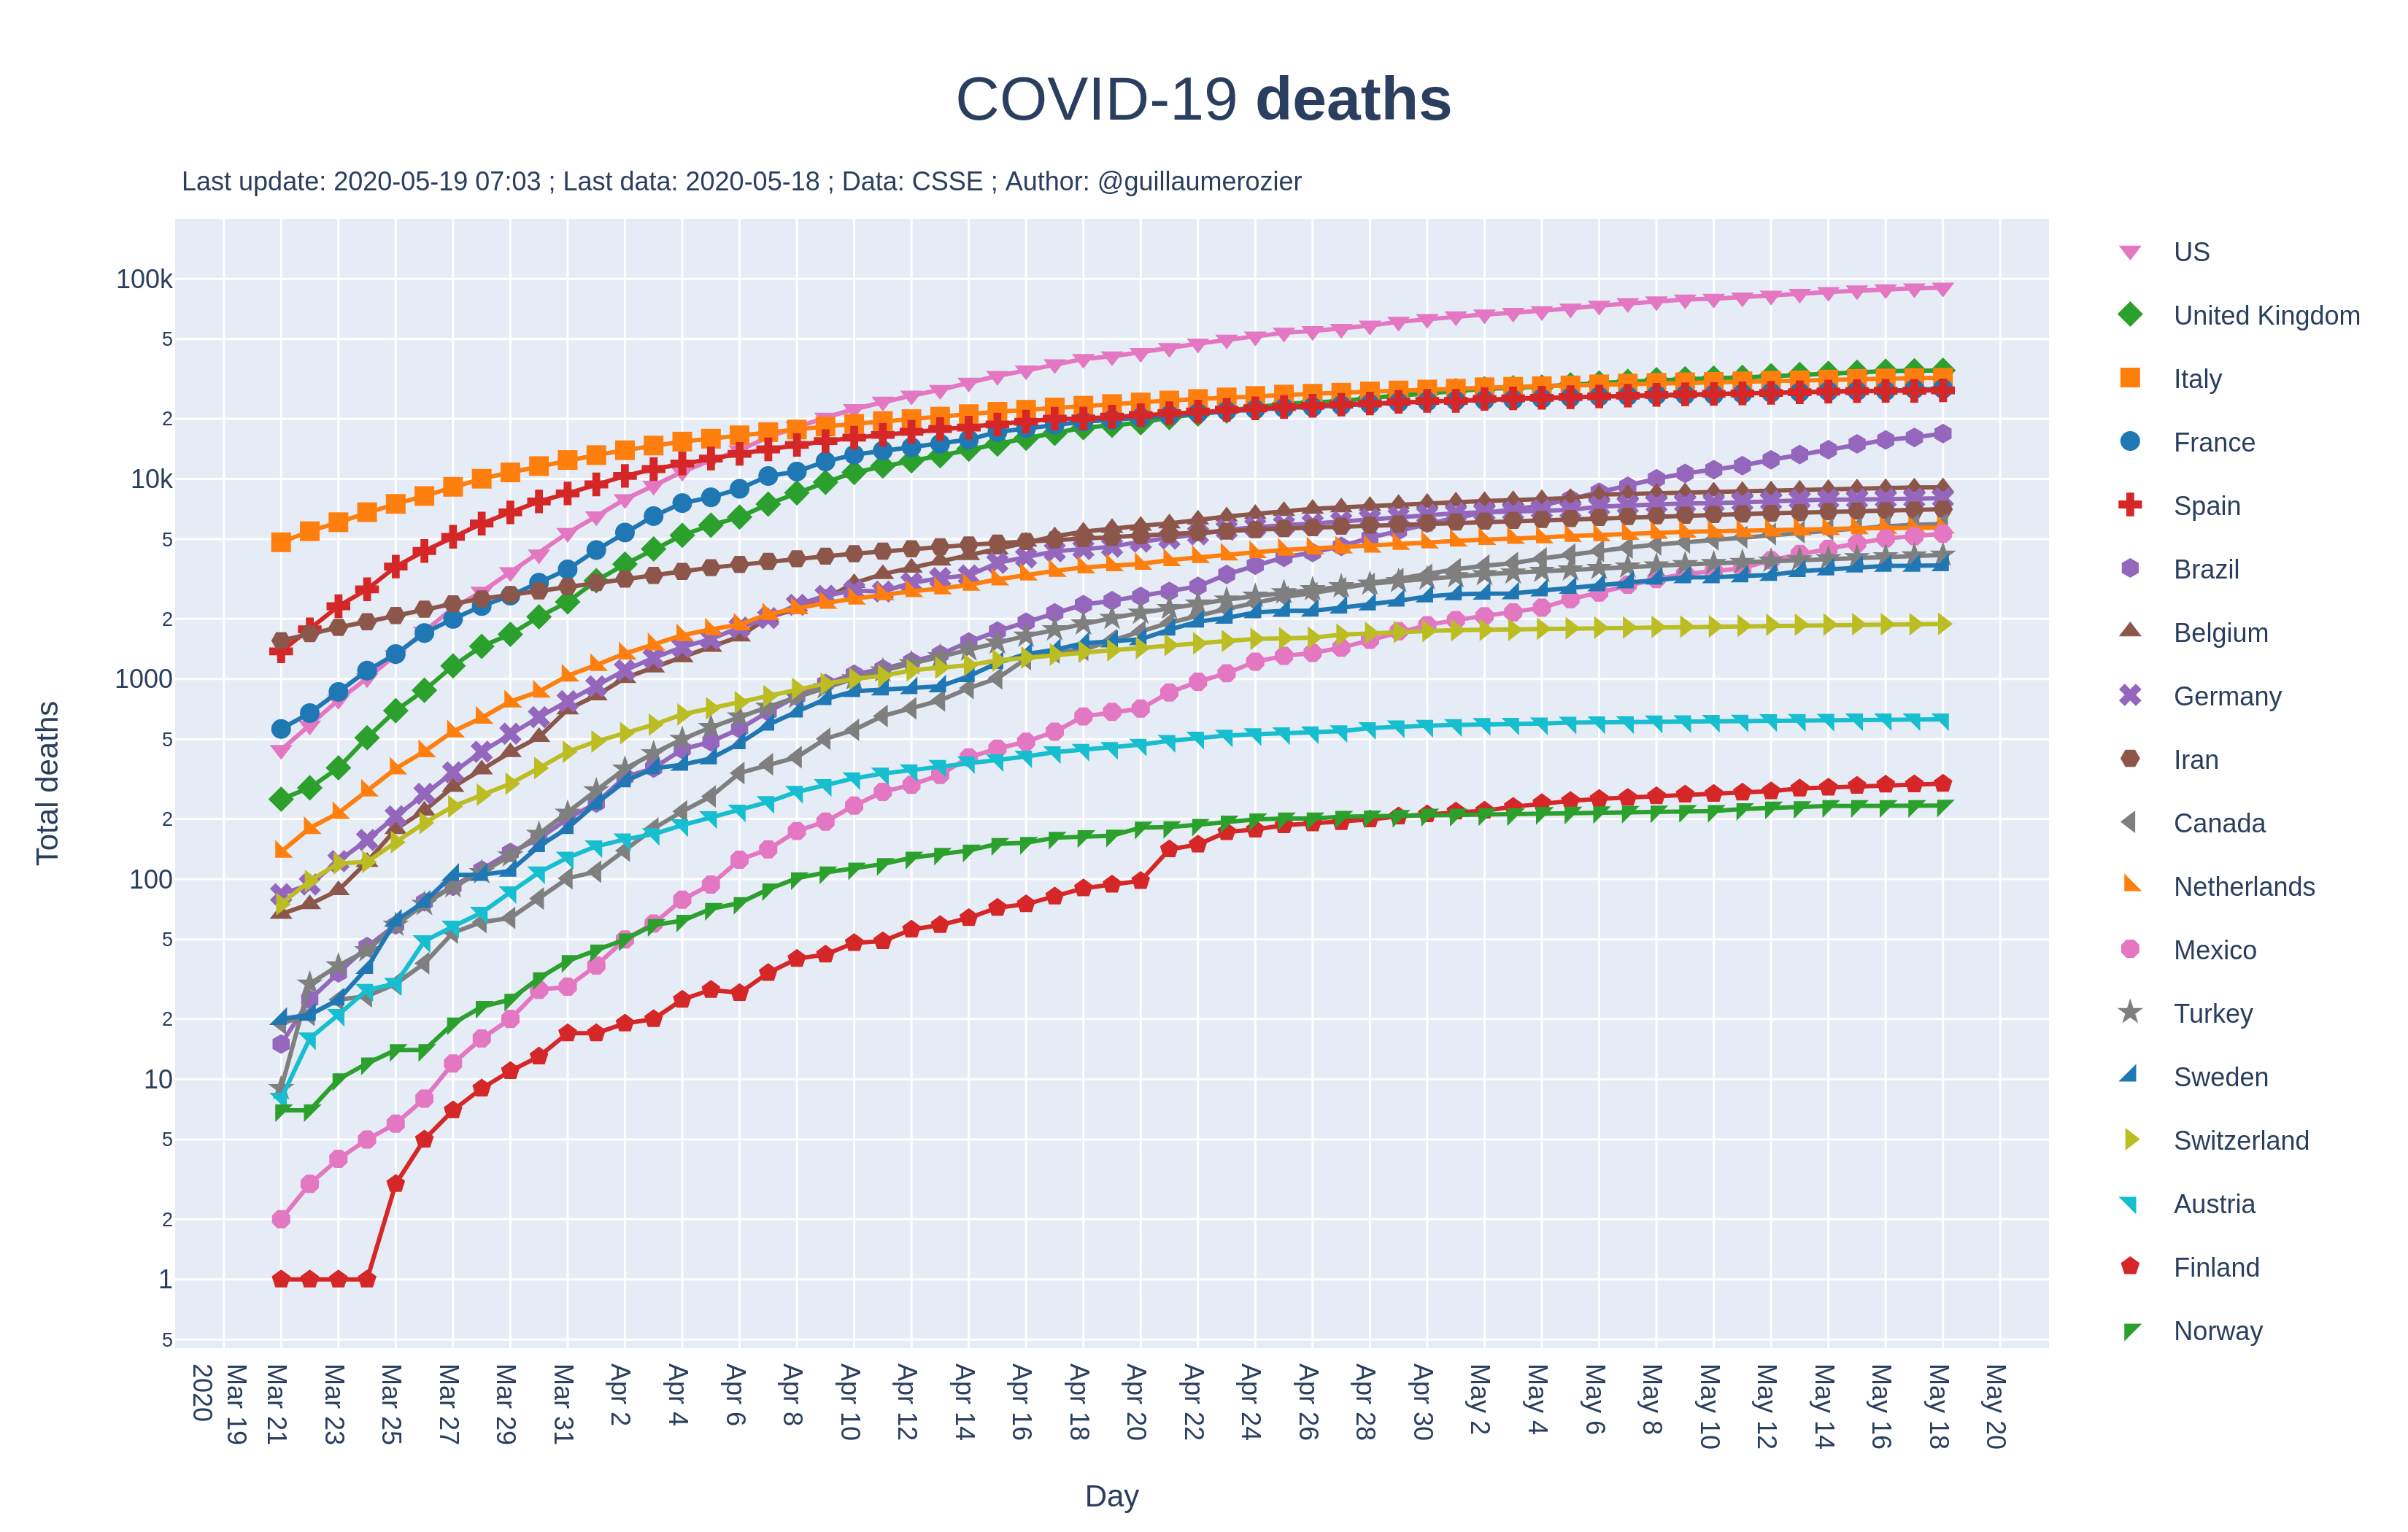 COVID-19 deaths
Last update: 2020-05-19 07:03 ; Last data: 2020-05-18 ; Data: CSSE ; Author: @guillaumerozier
Total deaths
100k
5
2
10k
5
2
1000
5
2
100
5
2
10
5
2
1
5
Mar 19
2020
Mar 21
Mar 23
Mar 25
Mar 27
Mar 29
Mar 31
Apr 2
Apr 4
Apr 6
Apr 8
Apr 10
Apr 12
Apr 14
Apr 16
Apr 18
Apr 20
Apr 22
Apr 24
Apr 26
Apr 28
Apr 30
May 2
May 4
May 6
May 8
May 10
May 12
May 14
May 16
May 18
May 20
Day
US
United Kingdom
Italy
France
Spain
Brazil
Belgium
Germany
Iran
Canada
Netherlands
Mexico
Turkey
Sweden
Switzerland
Austria
Finland
Norway